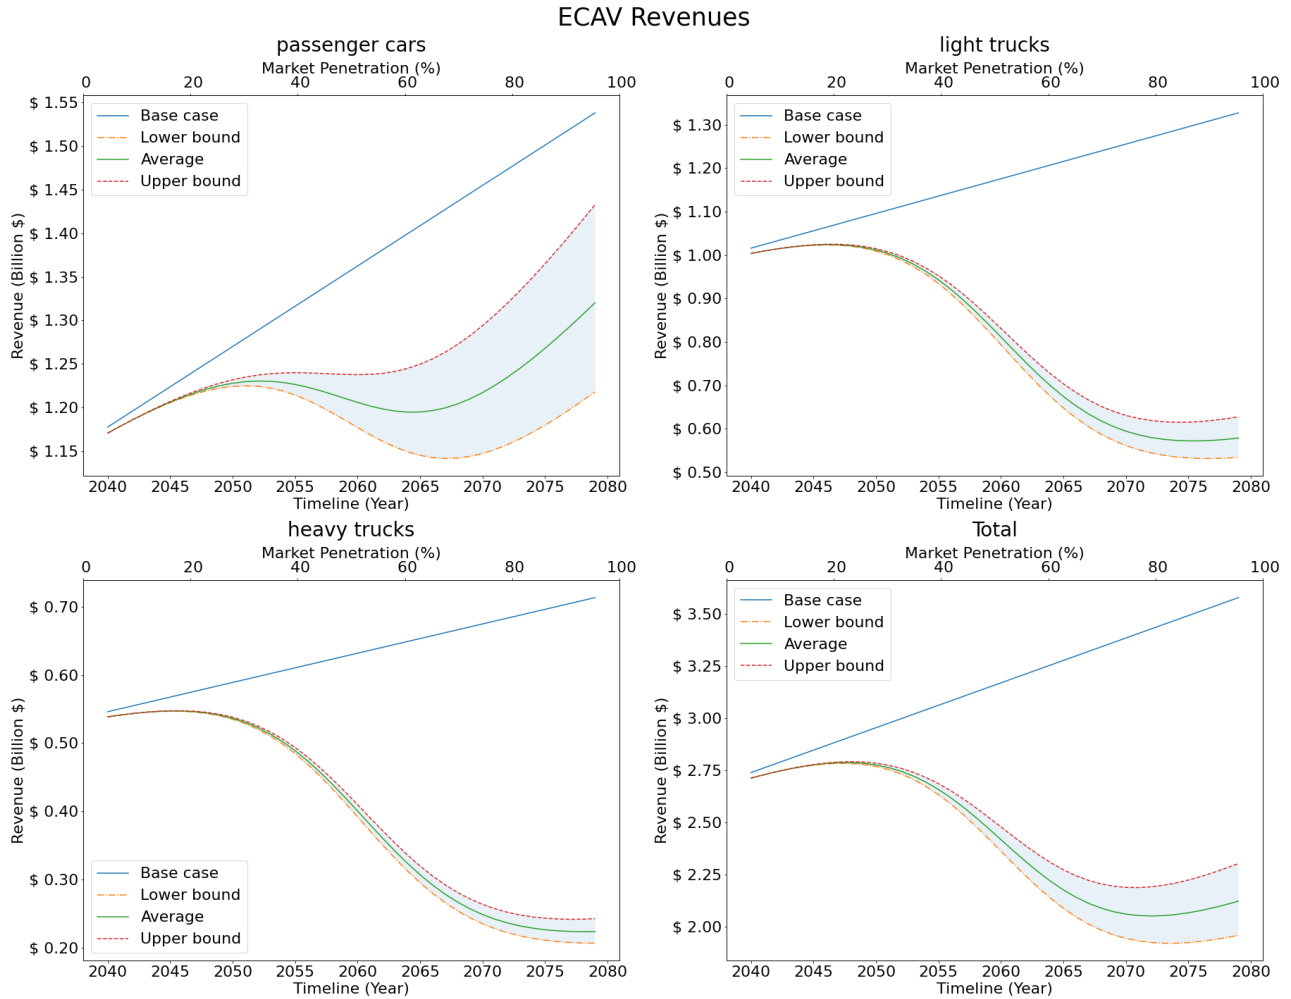 ECAV Revenues
passenger cars
Market Penetration (%)
0 20 40 60 80 100
$ 1.55
$ 1.50
$ 1.45
$ 1.40
$ 1.35
$ 1.30
$ 1.25
$ 1.20
$ 1.15
Revenue (Billion $)
Base case
Lower bound
Average
Upper bound
2040 2045 2050 2055 2060 2065 2070 2075 2080
Timeline (Year)
light trucks
Market Penetration (%)
0 20 40 60 80 100
$ 1.30
$ 1.20
$ 1.10
$ 1.00
$ 0.90
$ 0.80
$ 0.70
$ 0.60
$ 0.50
Revenue (Billion $)
Base case
Lower bound
Average
Upper bound
2040 2045 2050 2055 2060 2065 2070 2075 2080
Timeline (Year)
heavy trucks
Market Penetration (%)
0 20 40 60 80 100
$ 0.70
$ 0.60
$ 0.50
$ 0.40
$ 0.30
$ 0.20
Revenue (Billion $)
Base case
Lower bound
Average
Upper bound
2040 2045 2050 2055 2060 2065 2070 2075 2080
Timeline (Year)
Total
Market Penetration (%)
0 20 40 60 80 100
$ 3.50
$ 3.25
$ 3.00
$ 2.75
$ 2.50
$ 2.25
$ 2.00
Revenue (Billion $)
Base case
Lower bound
Average
Upper bound
2040 2045 2050 2055 2060 2065 2070 2075 2080
Timeline (Year)